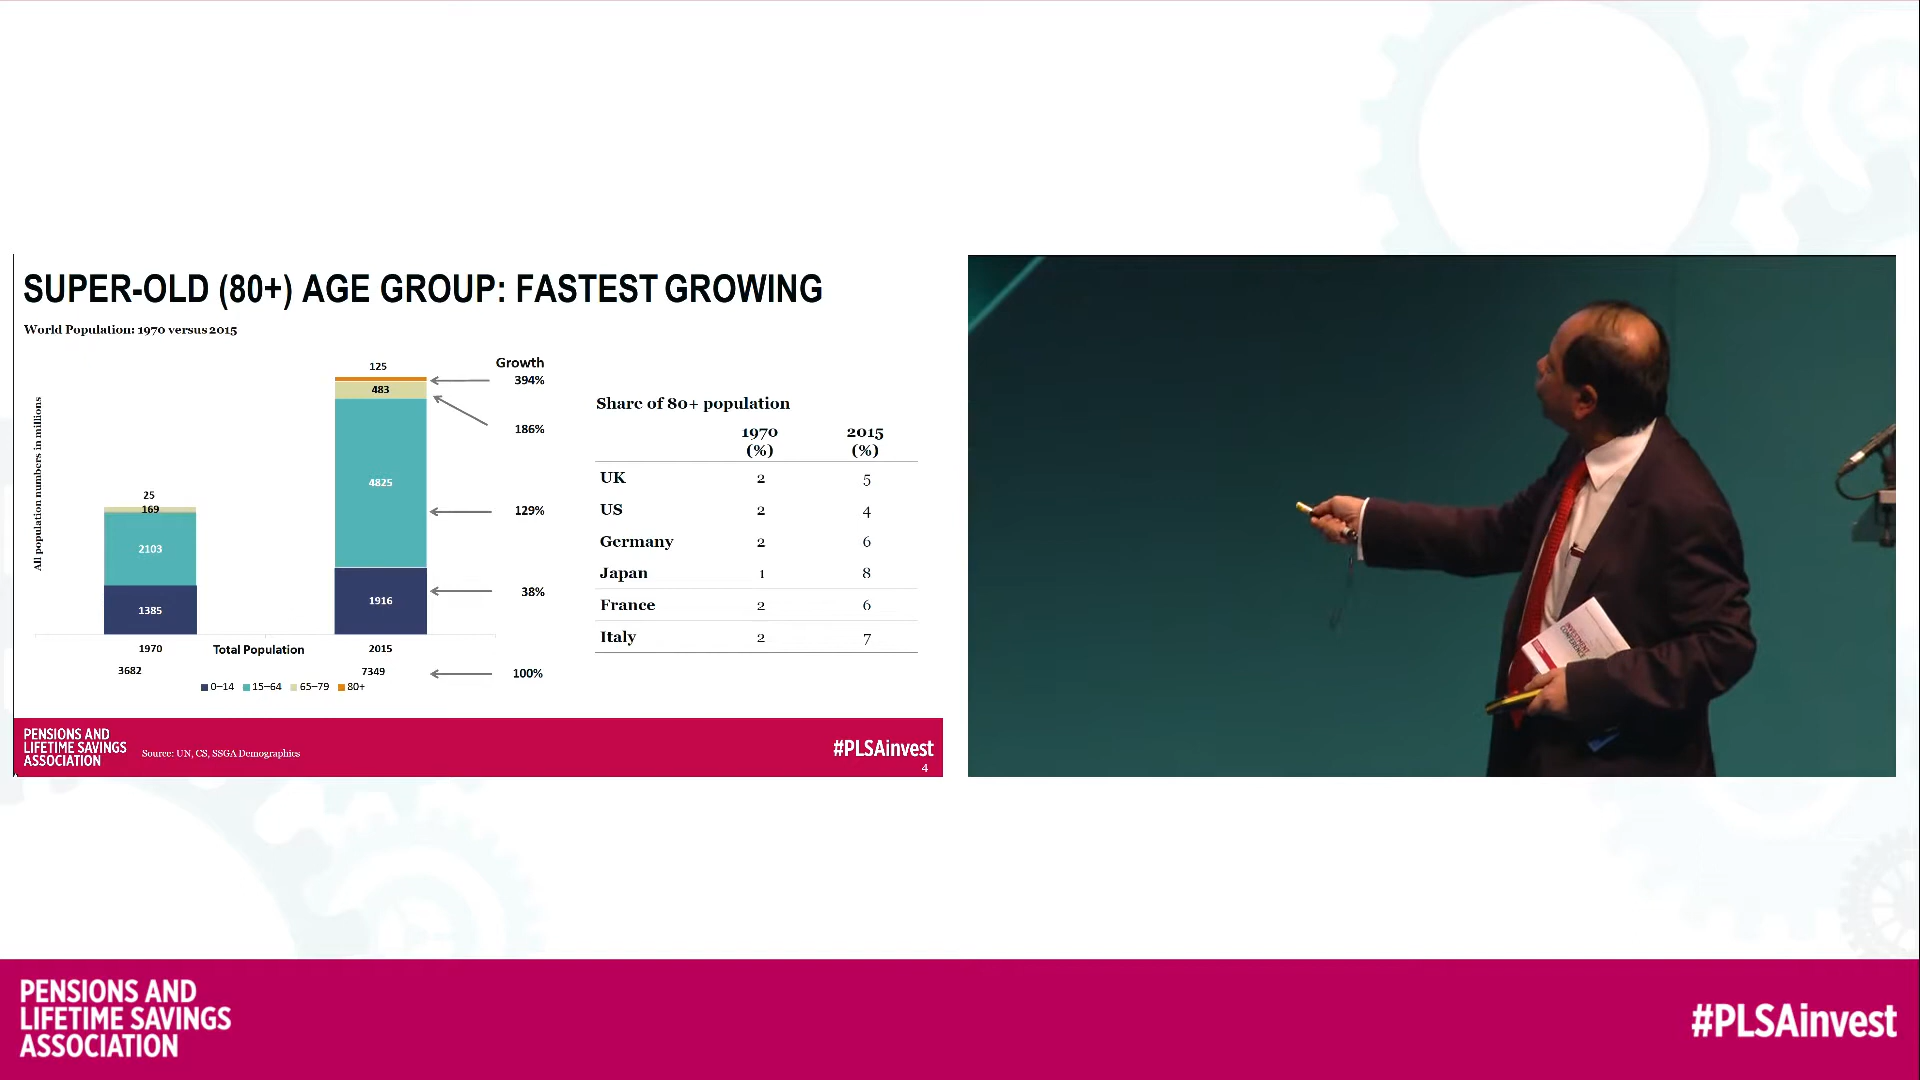 SUPER-OLD (80+) AGE GROUP: FASTEST GROWING
World Population: 1970 versus 2015
All population numbers in millions
25
169
2103
1385
125
483
4825
1916
Growth
394%
186%
129%
38%
1970 Total Population 2015
3682 7349 100%
0–14 15–64 65–79 80+
Share of 80+ population
1970 2015
(%) (%)
UK 2 5
US 2 4
Germany 2 6
Japan 1 8
France 2 6
Italy 2 7
PENSIONS AND
LIFETIME SAVINGS
ASSOCIATION
Source: UN, CS, SSGA Demographics
#PLSAinvest
4
INVESTMENT
CONFERENCE
PENSIONS AND
LIFETIME SAVINGS
ASSOCIATION
#PLSAinvest